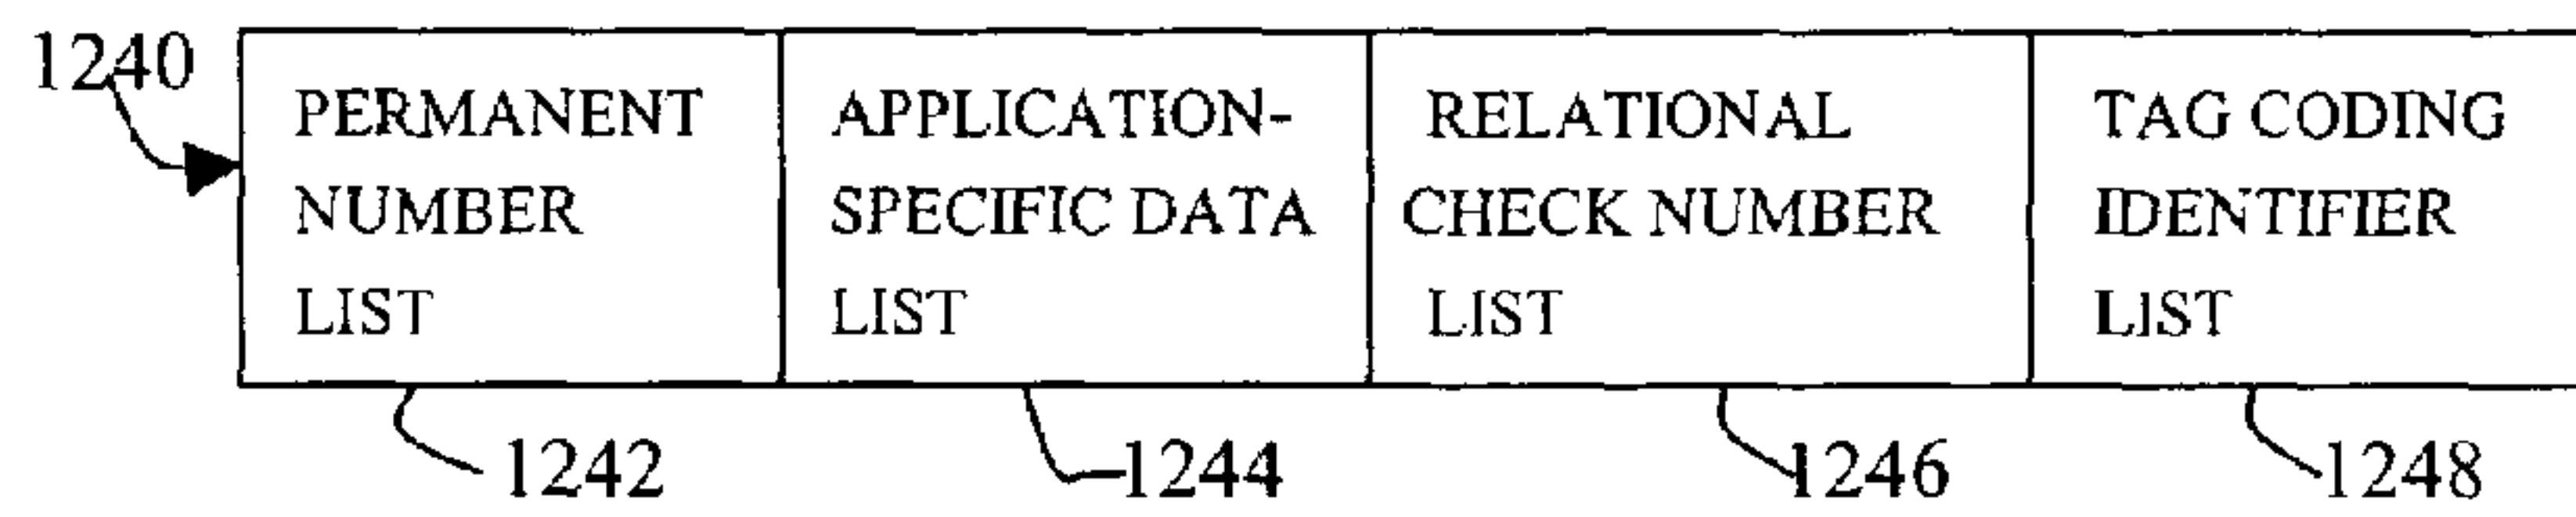 1240
PERMANENT NUMBER LIST
APPLICATION-SPECIFIC DATA LIST
RELATIONAL CHECK NUMBER LIST
TAG CODING IDENTIFIER LIST
1242
1244
1246
1248